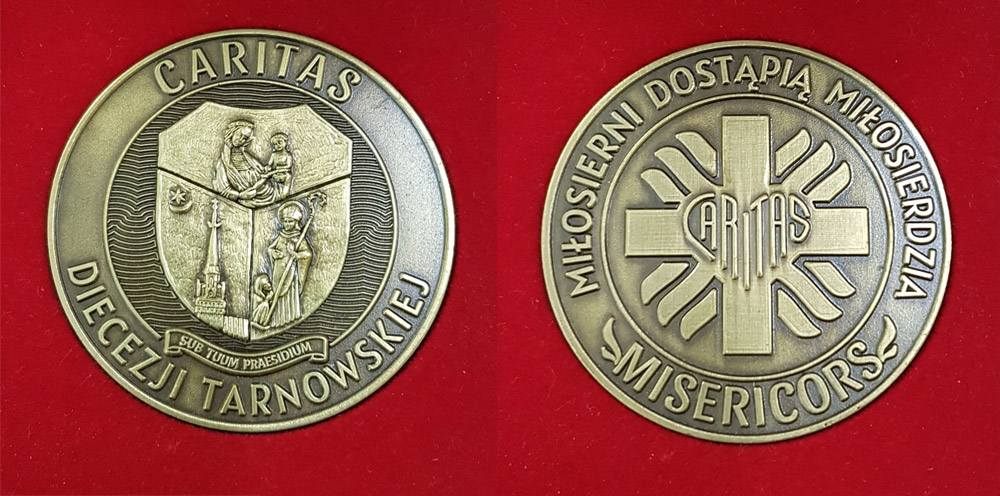 CARITAS
DIECEZJI TARNOWSKIEJ
SUB TUUM PRAESIDIUM
MIŁOSIERNI DOSTĄPIĄ MIŁOSIERDZIA
CARITAS
MISERICORS